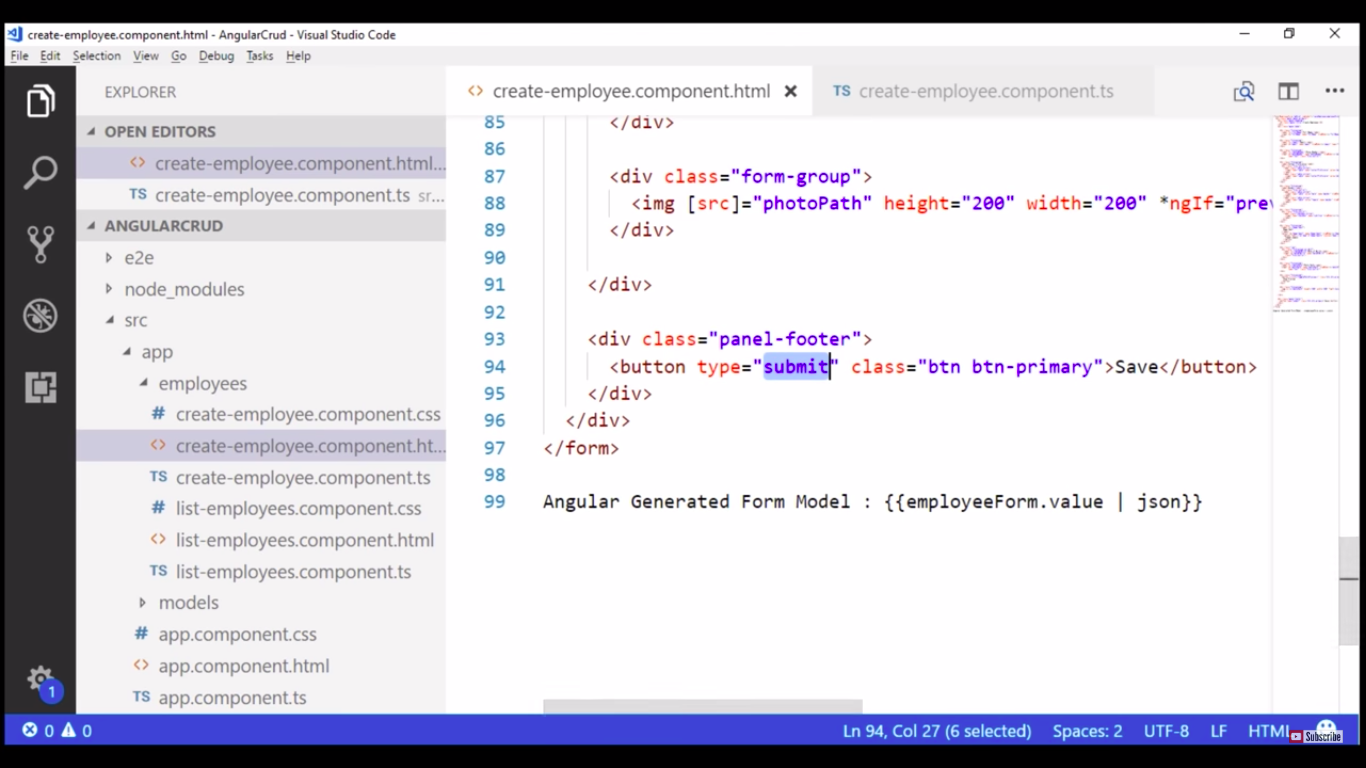 create-employee.component.html - AngularCrud - Visual Studio Code
File Edit Selection View Go Debug Tasks Help
EXPLORER
OPEN EDITORS
<> create-employee.component.html...
TS create-employee.component.ts sr...
ANGULARCRUD
e2e
node_modules
src
app
employees
# create-employee.component.css
<> create-employee.component.ht...
TS create-employee.component.ts
# list-employees.component.css
<> list-employees.component.html
TS list-employees.component.ts
models
# app.component.css
<> app.component.html
TS app.component.ts
1
<> create-employee.component.html
TS create-employee.component.ts
85 </div>
86
87 <div class="form-group">
88 <img [src]="photoPath" height="200" width="200" *ngIf="prev
89 </div>
90
91 </div>
92
93 <div class="panel-footer">
94 <button type="submit" class="btn btn-primary">Save</button>
95 </div>
96 </div>
97 </form>
98
99 Angular Generated Form Model : {{employeeForm.value | json}}
0 0
Ln 94, Col 27 (6 selected) Spaces: 2 UTF-8 LF HTML
Subscribe